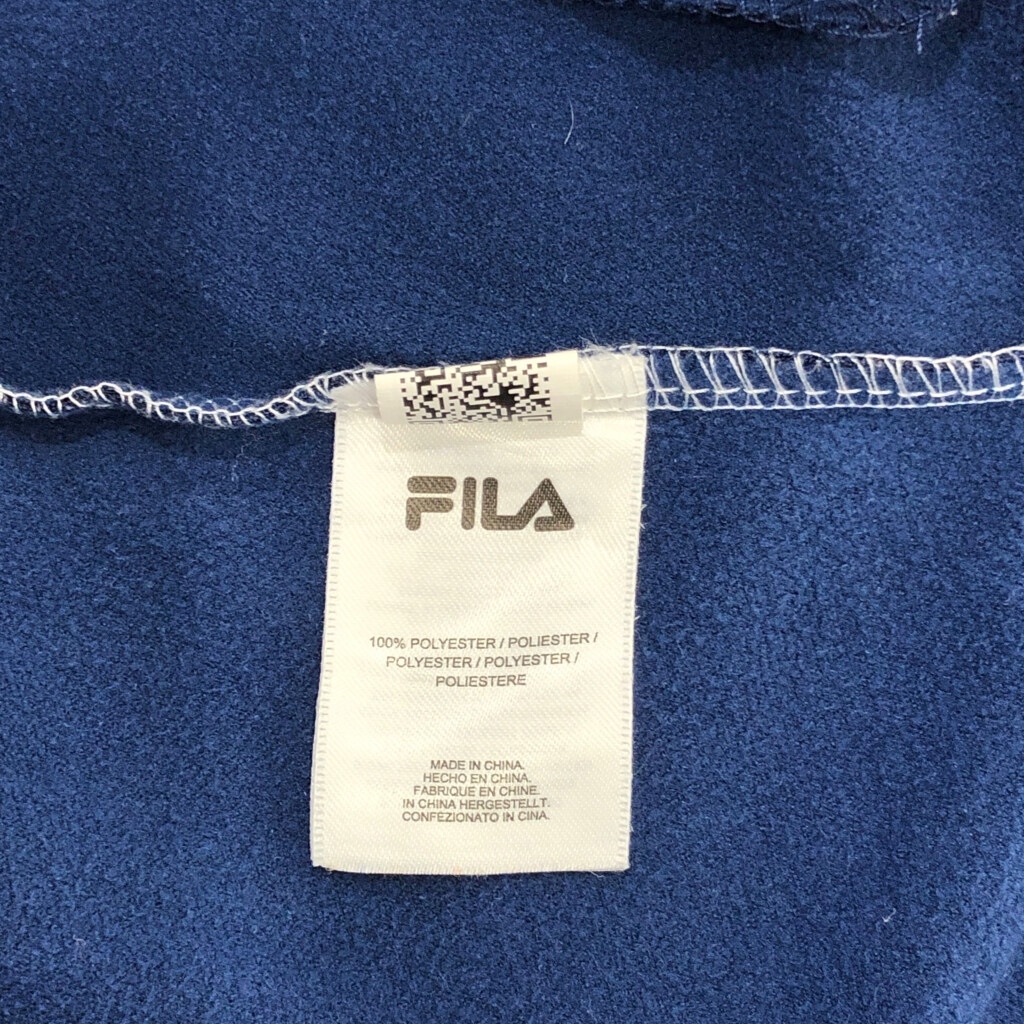 FILA
100% POLYESTER / POLIESTER /
POLYESTER / POLYESTER /
POLIESTERE
MADE IN CHINA.
HECHO EN CHINA.
FABRIQUE EN CHINE.
IN CHINA HERGESTELLT.
CONFEZIONATO IN CINA.